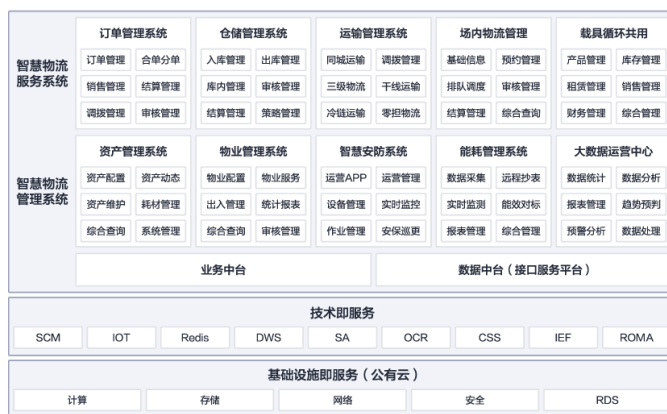 智慧物流
服务系统
订单管理系统
订单管理 合单分单
销售管理 结算管理
调拨管理 审核管理
仓储管理系统
入库管理 出库管理
库内管理 审核管理
结算管理 策略管理
运输管理系统
同城运输 调拨管理
三级物流 干线运输
冷链运输 零担物流
场内物流管理
基础信息 预约管理
排队调度 审核管理
结算管理 综合查询
载具循环共用
产品管理 库存管理
租赁管理 销售管理
财务管理 综合管理
智慧物流
管理系统
资产管理系统
资产配置 资产动态
资产维护 耗材管理
综合查询 系统管理
物业管理系统
物业配置 物业服务
出入管理 统计报表
综合查询 审核管理
智慧安防系统
运营APP 运营管理
设备管理 实时监控
作业管理 安保巡更
能耗管理系统
数据采集 远程抄表
实时监测 能效对标
报表管理 综合管理
大数据运营中心
数据统计 数据分析
报表管理 趋势预判
预警分析 数据处理
业务中台 数据中台（接口服务平台）
技术即服务
SCM IOT Redis DWS SA OCR CSS IEF ROMA
基础设施即服务（公有云）
计算 存储 网络 安全 RDS